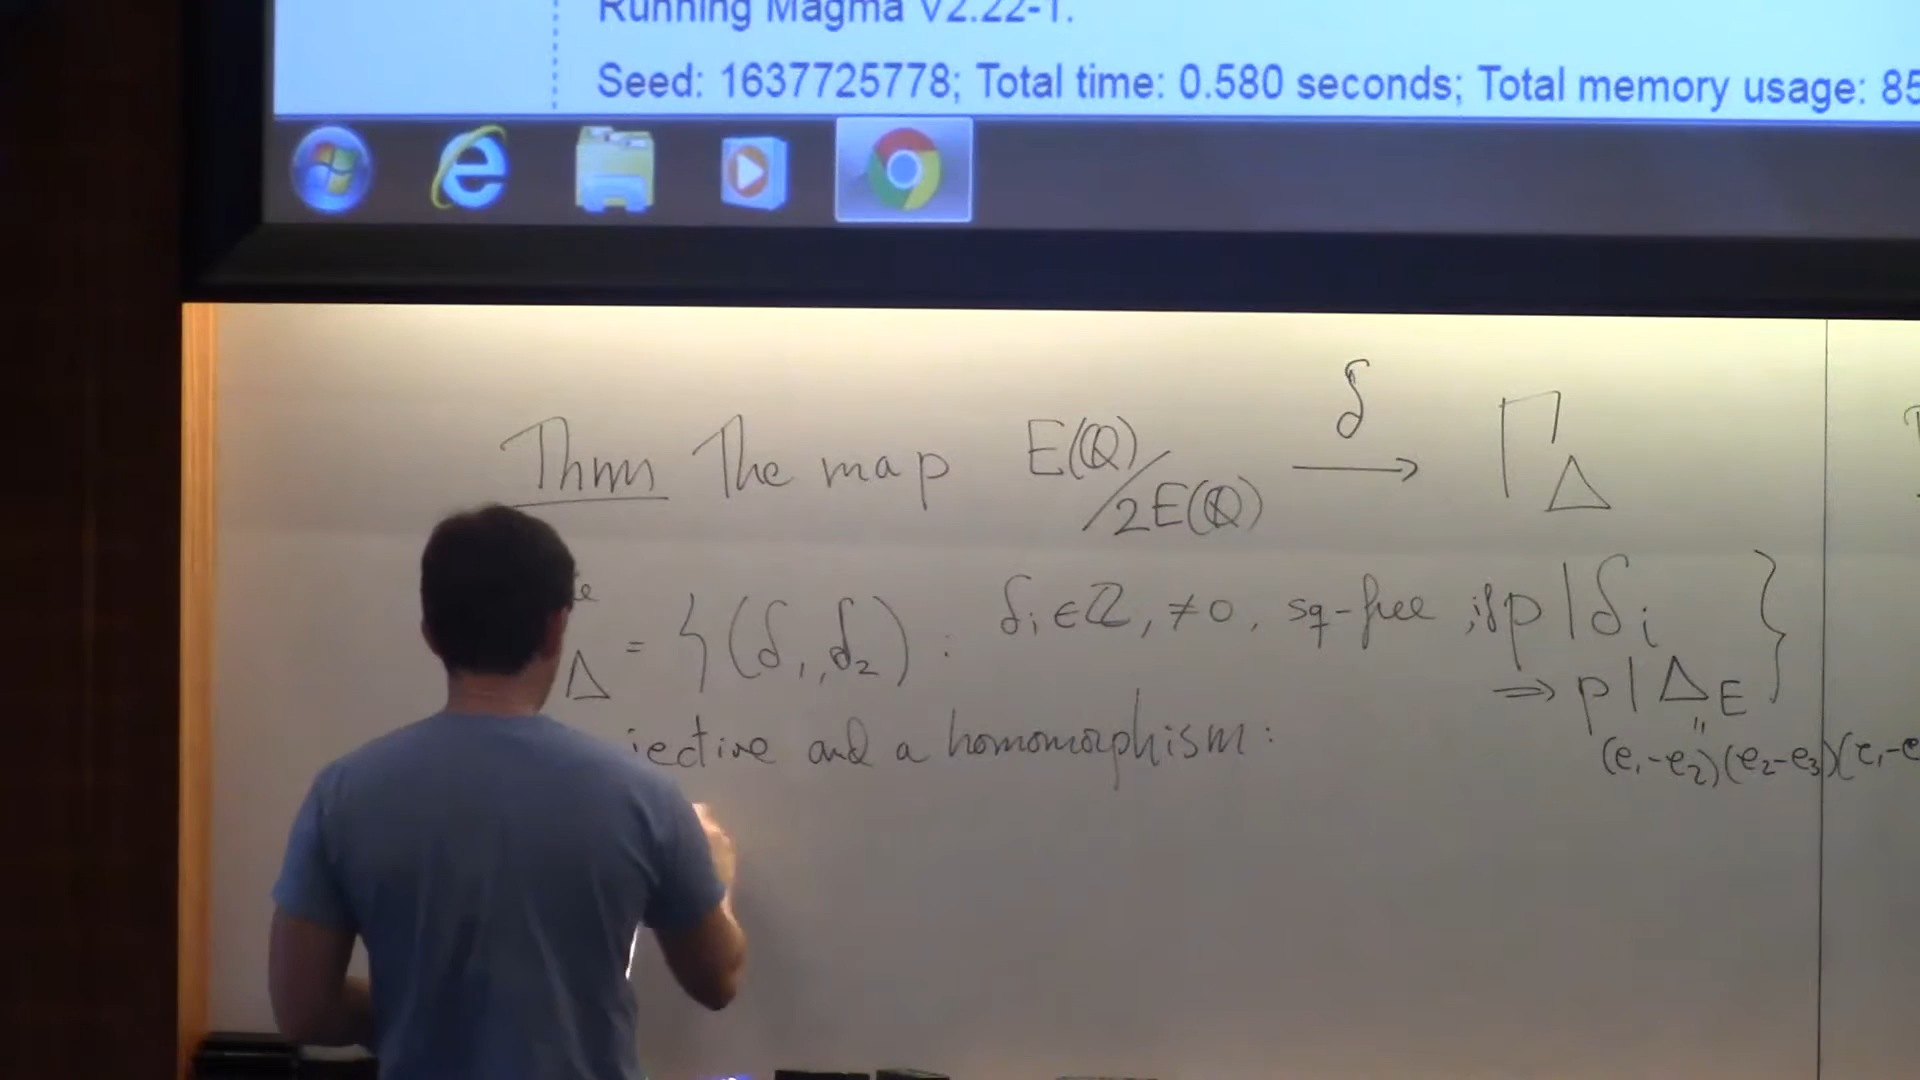 Running Magma V2.22-1.
Seed: 1637725778; Total time: 0.580 seconds; Total memory usage: 85
Thm The map E(ℚ)/2E(ℚ) →^δ Γ_Δ
Δ = {(δ₁, δ₂) : δᵢ ∈ ℤ, ≠0, sq-free, if p | δᵢ
⇒ p | Δ_E }
"
jective and a homomorphism:
(e₁-e₂)(e₂-e₃)(e₁-e